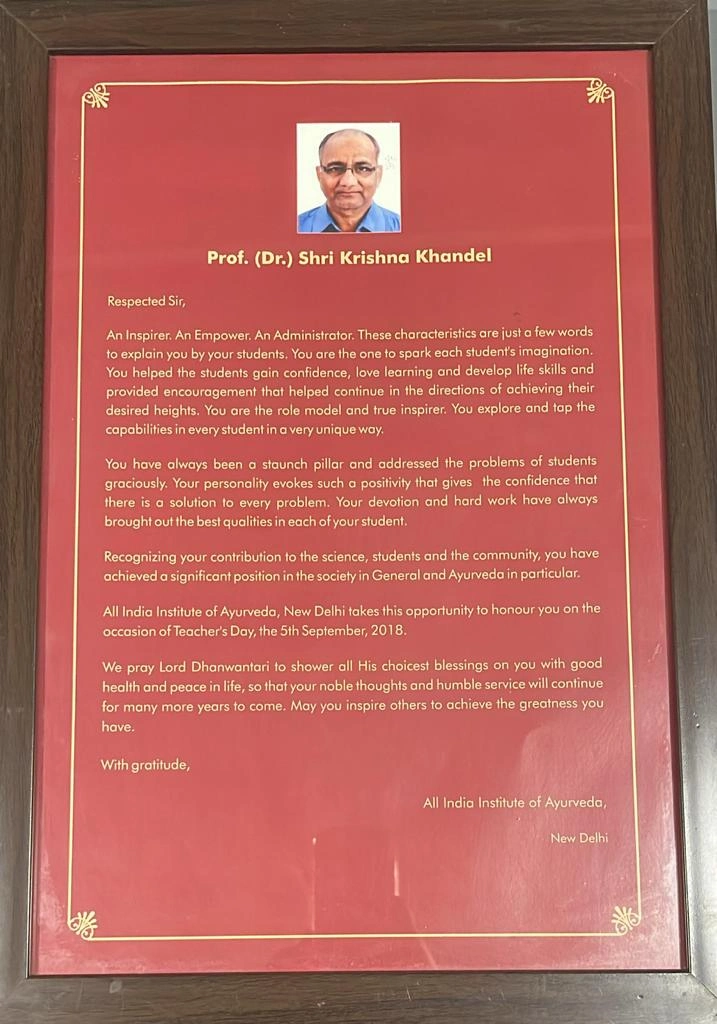 Prof. (Dr.) Shri Krishna Khandel
Respected Sir,
An Inspirer. An Empower. An Administrator. These characteristics are just a few words
to explain you by your students. You are the one to spark each student's imagination.
You helped the students gain confidence, love learning and develop life skills and
provided encouragement that helped continue in the directions of achieving their
desired heights. You are the role model and true inspirer. You explore and tap the
capabilities in every student in a very unique way.
You have always been a staunch pillar and addressed the problems of students
graciously. Your personality evokes such a positivity that gives the confidence that
there is a solution to every problem. Your devotion and hard work have always
brought out the best qualities in each of your student.
Recognizing your contribution to the science, students and the community, you have
achieved a significant position in the society in General and Ayurveda in particular.
All India Institute of Ayurveda, New Delhi takes this opportunity to honour you on the
occasion of Teacher's Day, the 5th September, 2018.
We pray Lord Dhanwantari to shower all His choicest blessings on you with good
health and peace in life, so that your noble thoughts and humble service will continue
for many more years to come. May you inspire others to achieve the greatness you
have.
With gratitude,
All India Institute of Ayurveda,
New Delhi